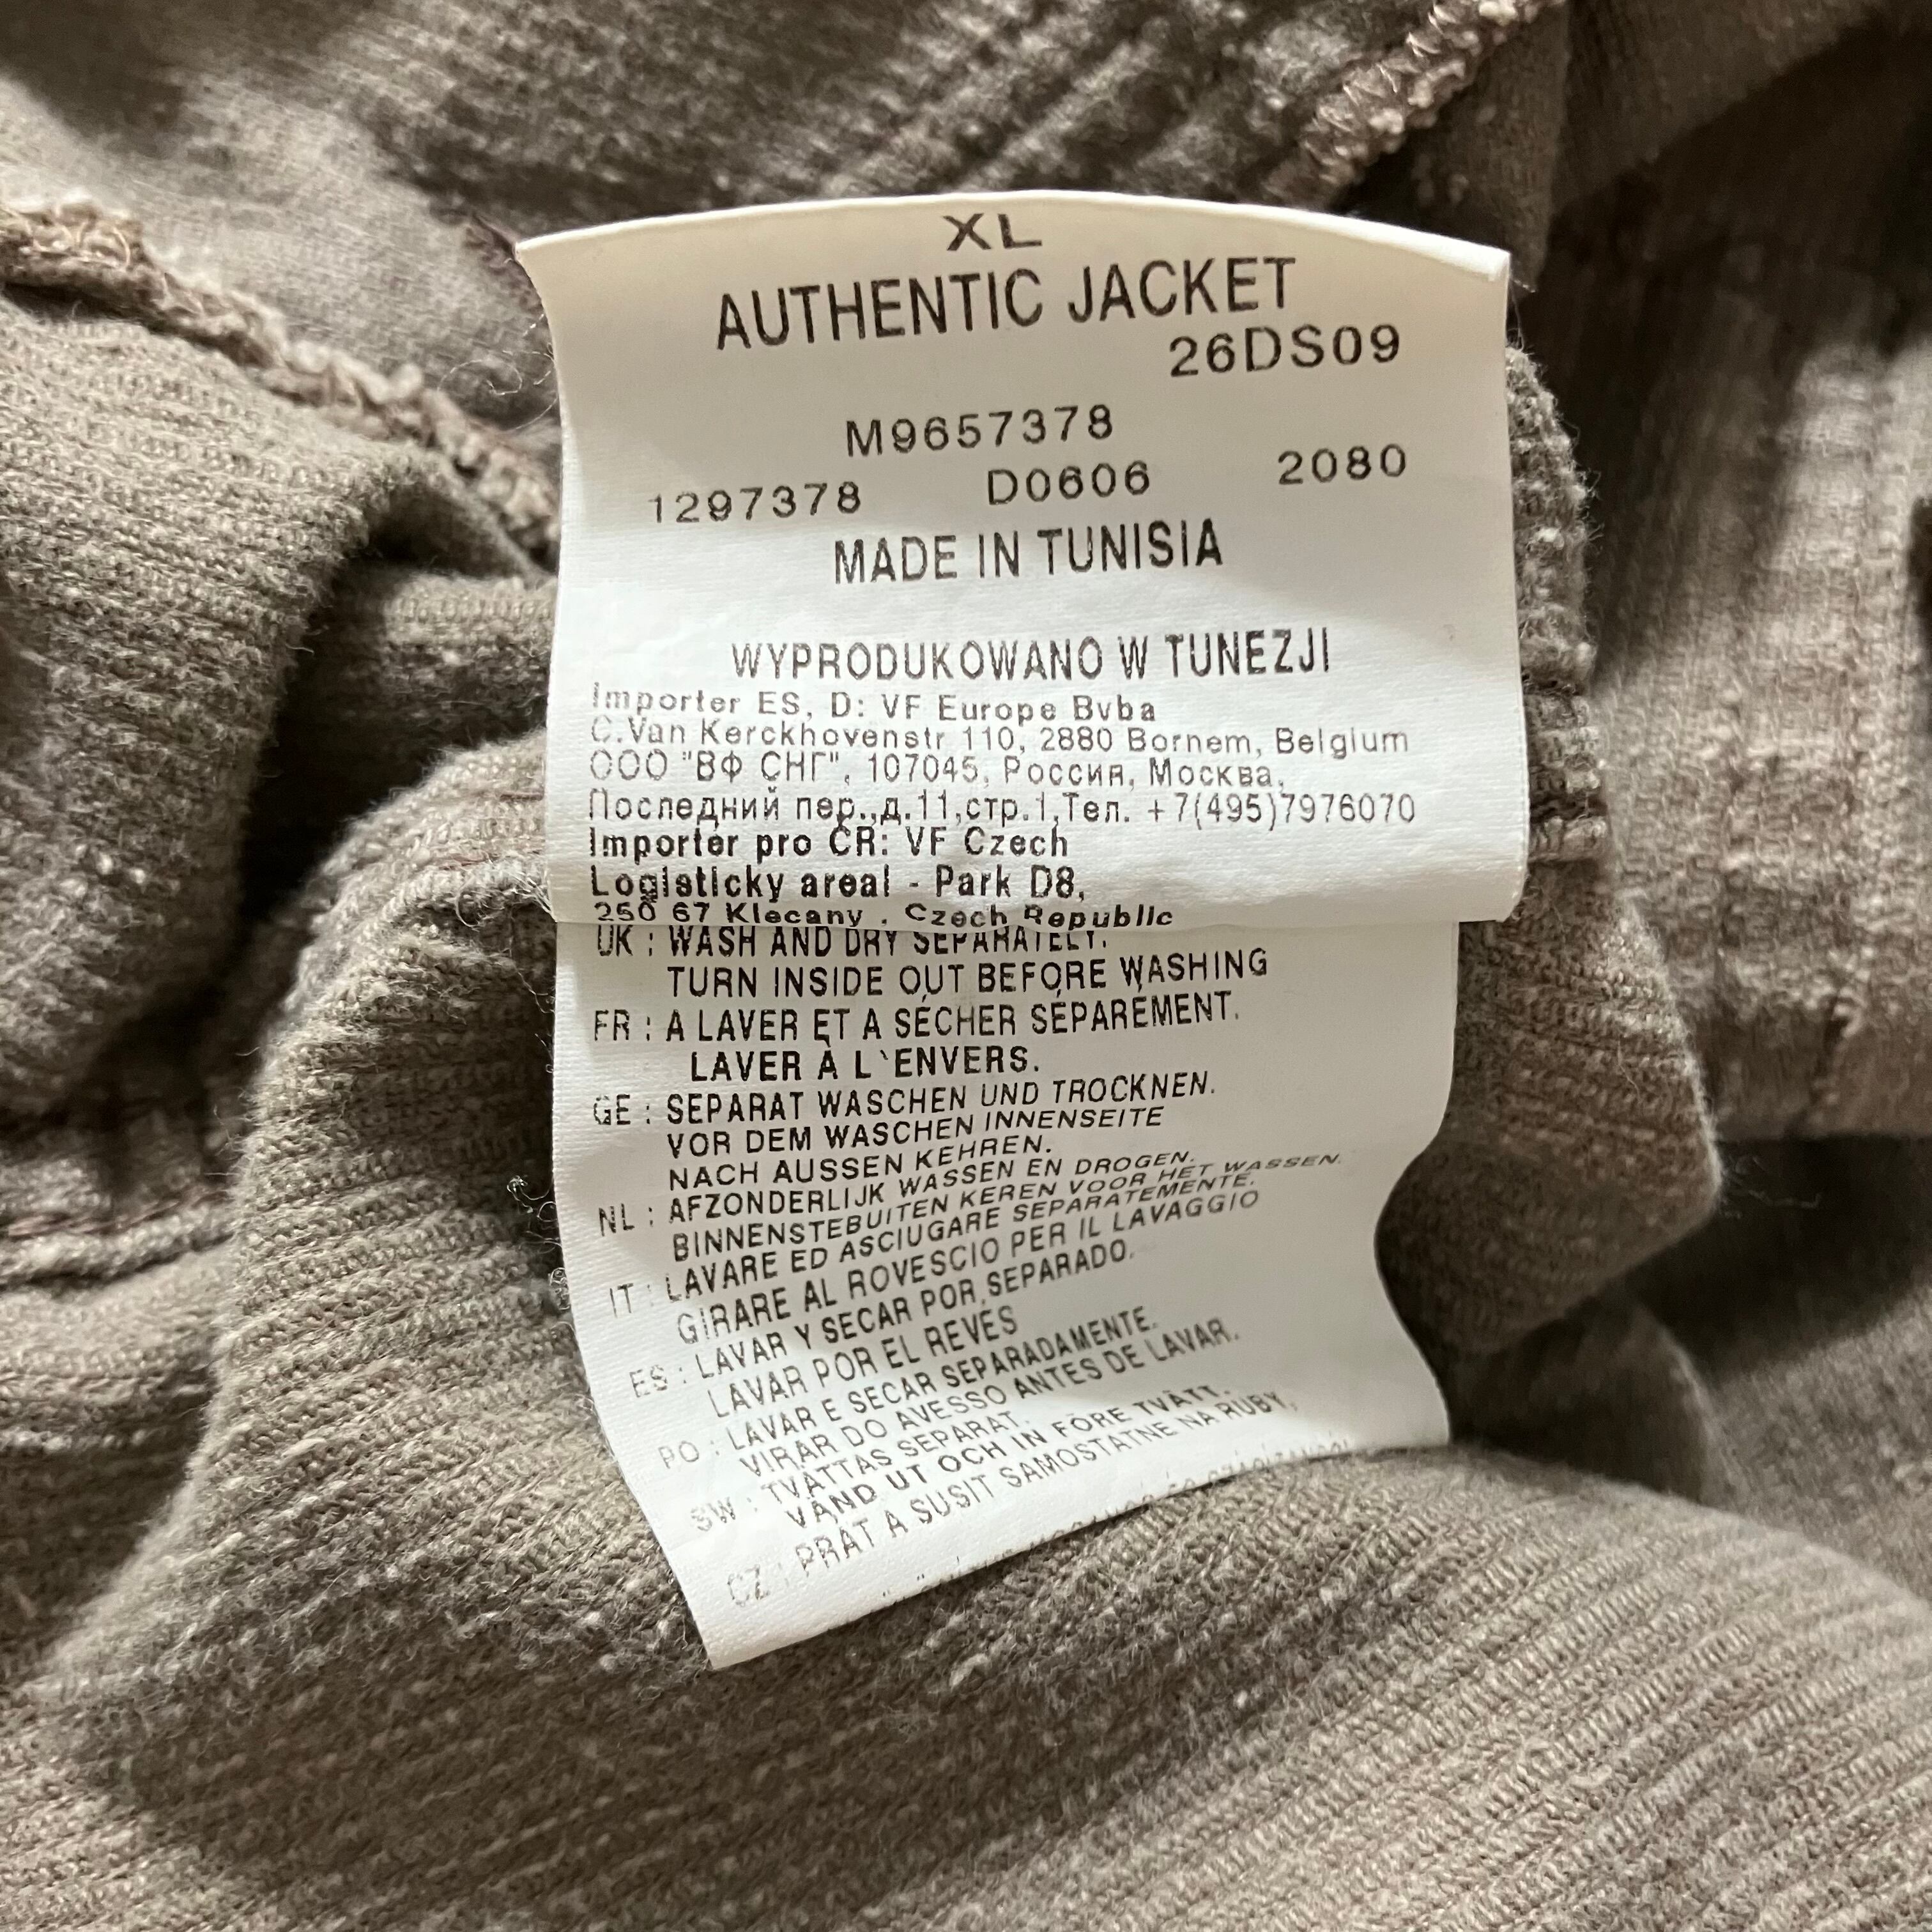 XL
AUTHENTIC JACKET
26DS09
M9657378
1297378 D0606 2080
MADE IN TUNISIA
WYPRODUKOWANO W TUNEZJI
Importer ES, D: VF Europe Bvba
C.Van Kerckhovenstr 110, 2880 Bornem, Belgium
ООО "ВФ СНГ", 107045, Россия, Москва,
Последний пер.,д.11,стр.1,Тел. +7(495)7976070
Importer pro ČR: VF Czech
Logisticky areal - Park D8,
250 67 Klecany , Czech Republic
UK : WASH AND DRY SEPARATELY.
TURN INSIDE OUT BEFORE WASHING
FR : A LAVER ET A SÉCHER SÉPARÉMENT.
LAVER À L`ENVERS.
GE : SEPARAT WASCHEN UND TROCKNEN.
VOR DEM WASCHEN INNENSEITE
NACH AUSSEN KEHREN.
NL : AFZONDERLIJK WASSEN EN DROGEN.
BINNENSTEBUITEN KEREN VOOR HET WASSEN.
IT : LAVARE ED ASCIUGARE SEPARATEMENTE.
GIRARE AL ROVESCIO PER IL LAVAGGIO
ES : LAVAR Y SECAR POR SEPARADO.
LAVAR POR EL REVÉS
PO : LAVAR E SECAR SEPARADAMENTE.
VIRAR DO AVESSO ANTES DE LAVAR.
SW : TVÄTTAS SEPARAT.
VÄND UT OCH IN FÖRE TVÄTT.
CZ : PRÁT A SUSIT SAMOSTATNE NA RUBY,